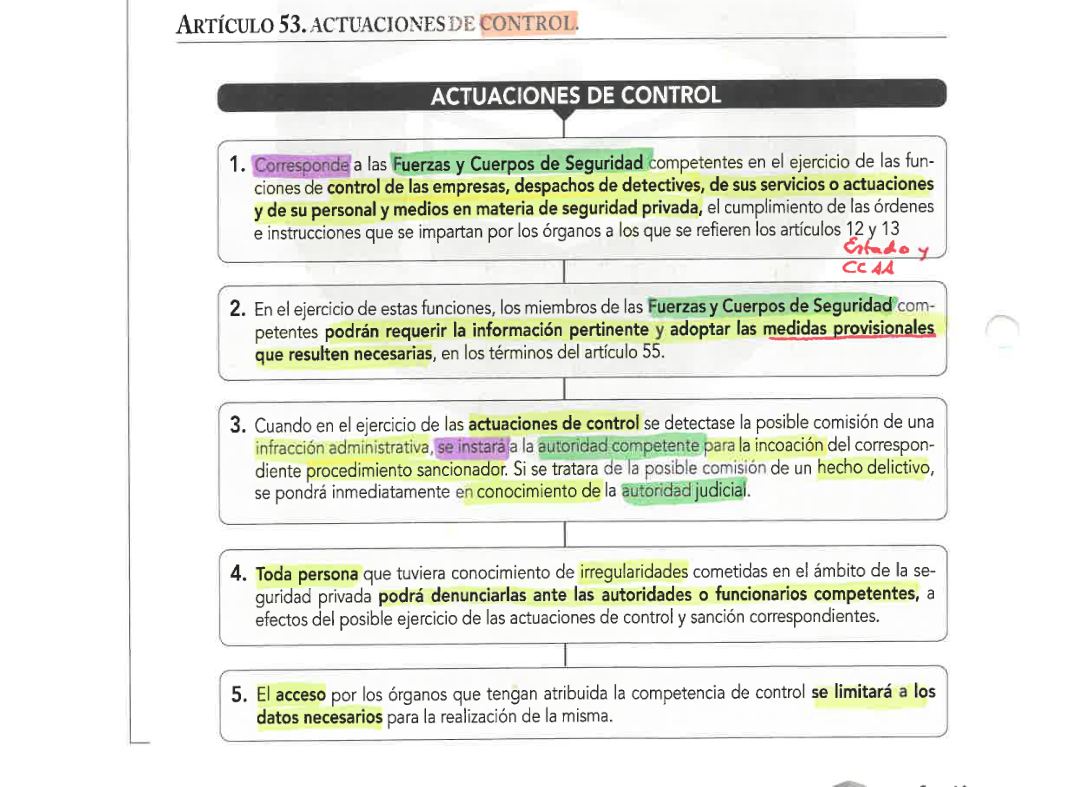 ARTÍCULO 53. ACTUACIONES DE CONTROL.
ACTUACIONES DE CONTROL
1. Corresponde a las Fuerzas y Cuerpos de Seguridad competentes en el ejercicio de las fun-
ciones de control de las empresas, despachos de detectives, de sus servicios o actuaciones
y de su personal y medios en materia de seguridad privada, el cumplimiento de las órdenes
e instrucciones que se impartan por los órganos a los que se refieren los artículos 12 y 13
Estado y
CCAA
2. En el ejercicio de estas funciones, los miembros de las Fuerzas y Cuerpos de Seguridad com-
petentes podrán requerir la información pertinente y adoptar las medidas provisionales
que resulten necesarias, en los términos del artículo 55.
3. Cuando en el ejercicio de las actuaciones de control se detectase la posible comisión de una
infracción administrativa, se instará a la autoridad competente para la incoación del correspon-
diente procedimiento sancionador. Si se tratara de la posible comisión de un hecho delictivo,
se pondrá inmediatamente en conocimiento de la autoridad judicial.
4. Toda persona que tuviera conocimiento de irregularidades cometidas en el ámbito de la se-
guridad privada podrá denunciarlas ante las autoridades o funcionarios competentes, a
efectos del posible ejercicio de las actuaciones de control y sanción correspondientes.
5. El acceso por los órganos que tengan atribuida la competencia de control se limitará a los
datos necesarios para la realización de la misma.